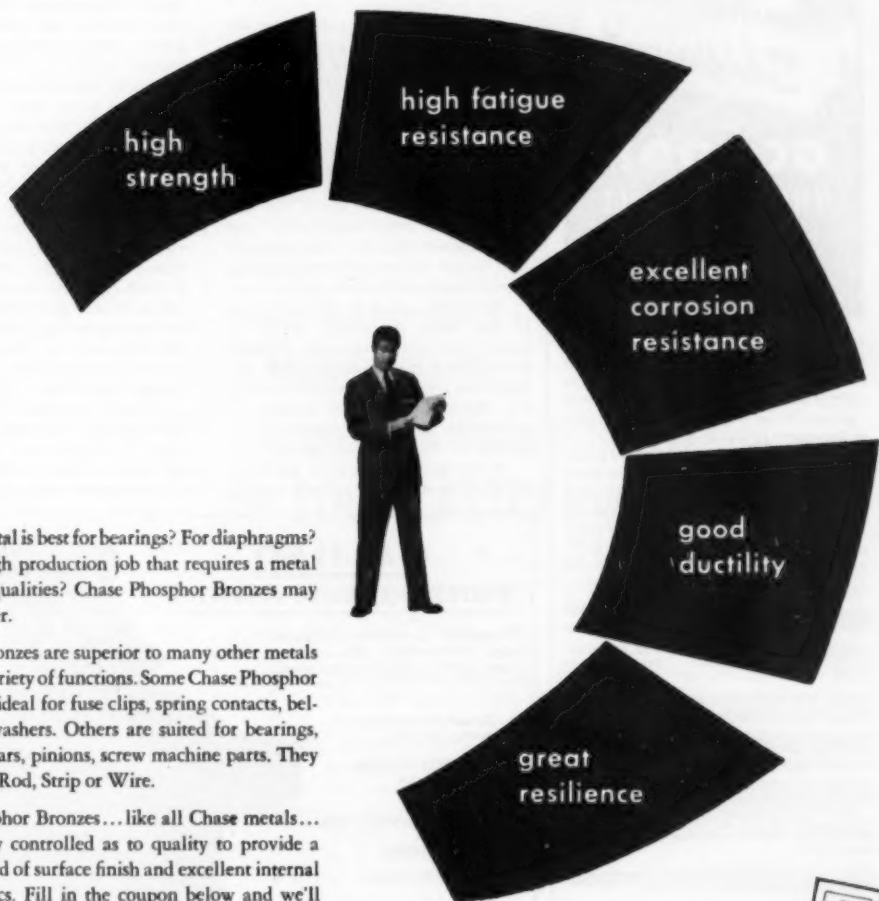 high
strength
high fatigue
resistance
excellent
corrosion
resistance
good
ductility
great
resilience
tal is best for bearings? For diaphragms?
gh production job that requires a metal
ualities? Chase Phosphor Bronzes may
er.
onzes are superior to many other metals
riety of functions. Some Chase Phosphor
ideal for fuse clips, spring contacts, bel-
ashers. Others are suited for bearings,
ars, pinions, screw machine parts. They
Rod, Strip or Wire.
phor Bronzes...like all Chase metals...
y controlled as to quality to provide a
d of surface finish and excellent internal
cs. Fill in the coupon below and we'll